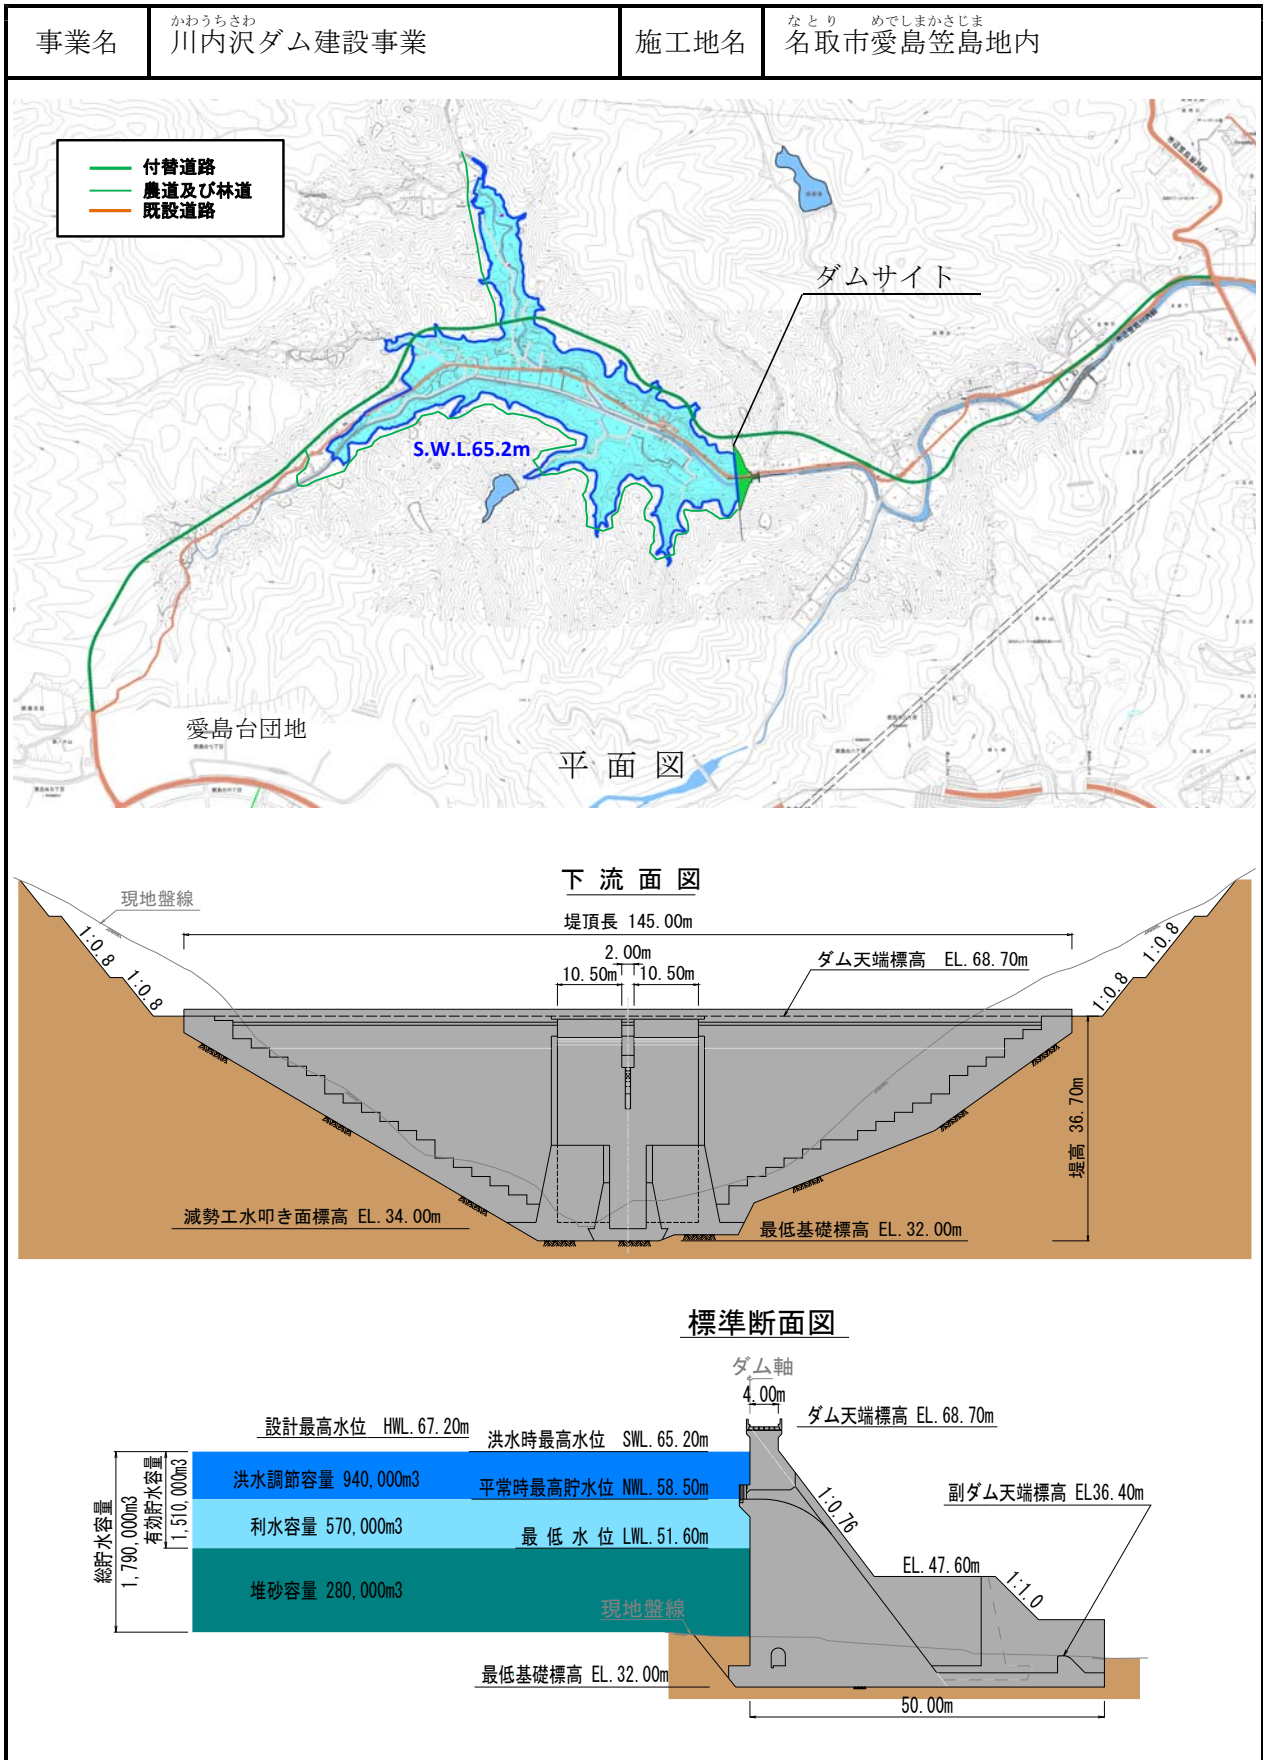 事業名
かわうちさわ
川内沢ダム建設事業
施工地名
なとり めでしまかさじま
名取市愛島笠島地内
付替道路
農道及び林道
既設道路
ダムサイト
S.W.L.65.2m
愛島台団地
平面図
下流面図
現地盤線
堤頂長 145.00m
2.00m
10.50m 10.50m
ダム天端標高 EL.68.70m
1:0.8
1:0.8
1:0.8
1:0.8
堤高 36.70m
減勢工水叩き面標高 EL.34.00m
最低基礎標高 EL.32.00m
標準断面図
ダム軸
4.00m
設計最高水位 HWL.67.20m
ダム天端標高 EL.68.70m
洪水時最高水位 SWL.65.20m
洪水調節容量 940,000m3
平常時最高貯水位 NWL.58.50m
利水容量 570,000m3
最低水位 LWL.51.60m
堆砂容量 280,000m3
総貯水容量
1,790,000m3
有効貯水容量
1,510,000m3
1:0.76
副ダム天端標高 EL36.40m
EL.47.60m
1:1.0
現地盤線
最低基礎標高 EL.32.00m
50.00m